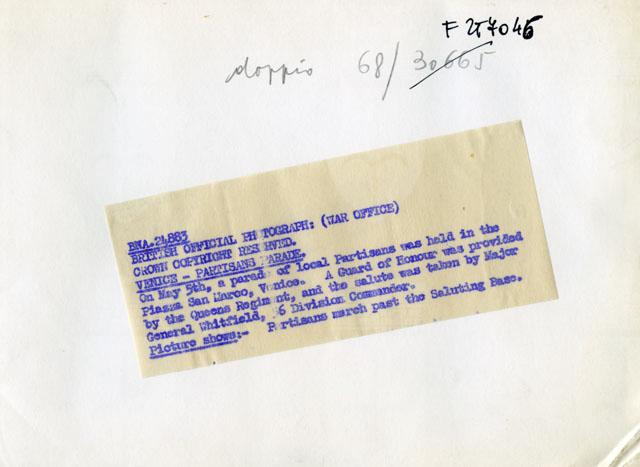 F 257046
doppio 68/30665
BNA.24883
BRITISH OFFICIAL PHOTOGRAPH: (WAR OFFICE)
CROWN COPYRIGHT RESERVED.
VENICE - PARTISANS PARADE.
On May 5th, a parade of local Partisans was held in the
Piazza San Marco, Venice. A Guard of Honour was provided
by the Queens Regiment, and the salute was taken by Major
General Whitfield, 56 Division Commander.
Picture shows:- Partisans march past the Saluting Base.